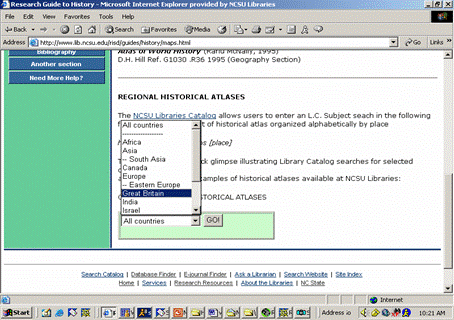 Research Guide to History - Microsoft Internet Explorer provided by NCSU Libraries
File Edit View Favorites Tools Help
Back Search Favorites Media
Address http://www.lib.ncsu.edu/risd/guides/history/maps.html Go Links
Bibliography
Another section
Need More Help?
Atlas of World History (Rand McNally, 1995)
D.H. Hill Ref. G1030 .R36 1995 (Geography Section)
REGIONAL HISTORICAL ATLASES
The NCSU Libraries Catalog allows users to enter an L.C. Subject seach in the following
f t of historical atlas organized alphabetically by place
ps [place]
T ck glimpse illustrating Library Catalog searches for selected
xamples of historical atlases available at NCSU Libraries:
STORICAL ATLASES
All countries
-----------------
Africa
Asia
-- South Asia
Canada
Europe
-- Eastern Europe
Great Britain
India
Israel
All countries GO!
Search Catalog | Database Finder | E-journal Finder | Ask a Librarian | Search Website | Site Index
Home | Services | Research Resources | About the Libraries | NC State
Internet
Start Address 10:21 AM